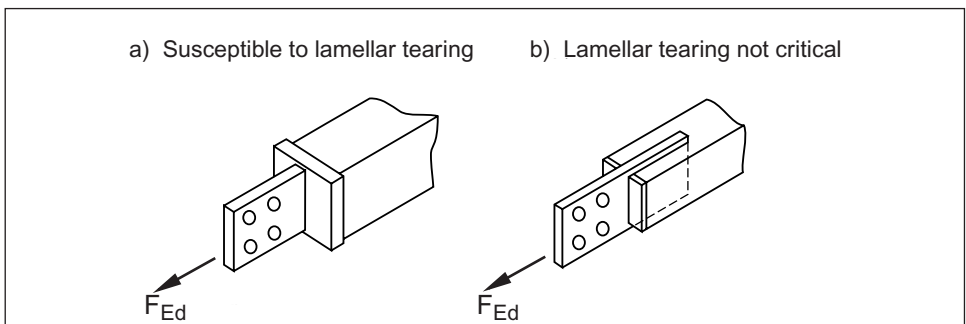 a) Susceptible to lamellar tearing
b) Lamellar tearing not critical
F_Ed
F_Ed